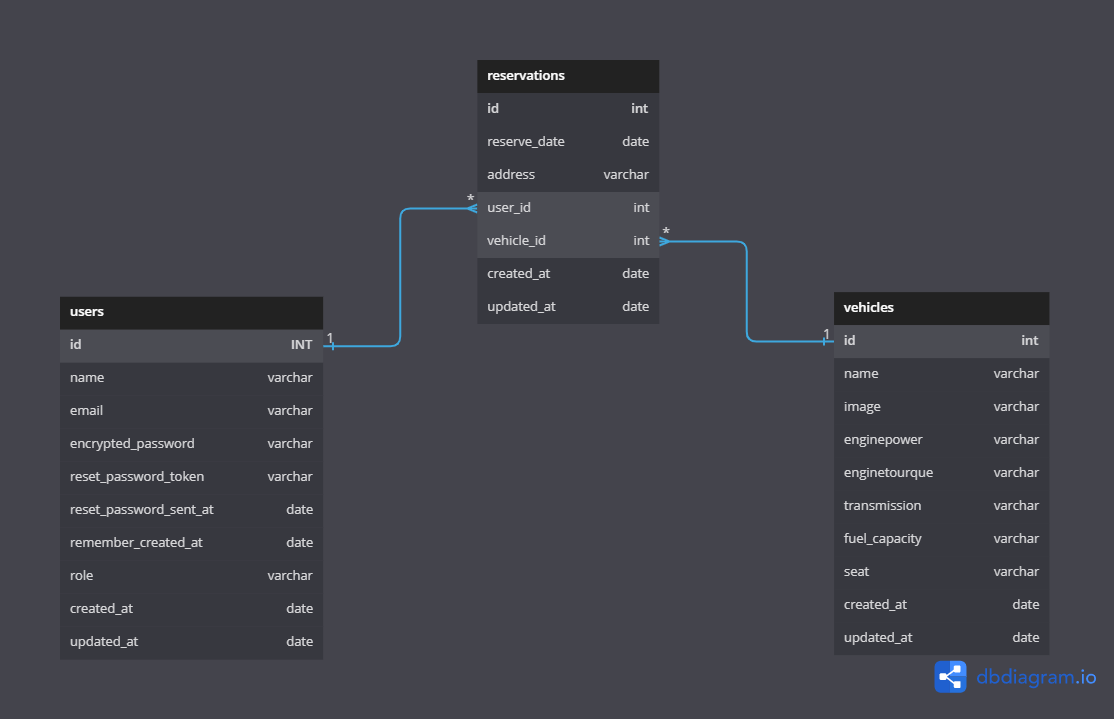 reservations
id int
reserve_date date
address varchar
* user_id int
vehicle_id int *
created_at date
updated_at date
users
id INT 1
name varchar
email varchar
encrypted_password varchar
reset_password_token varchar
reset_password_sent_at date
remember_created_at date
role varchar
created_at date
updated_at date
vehicles
1 id int
name varchar
image varchar
enginepower varchar
enginetourque varchar
transmission varchar
fuel_capacity varchar
seat varchar
created_at date
updated_at date
dbdiagram.io